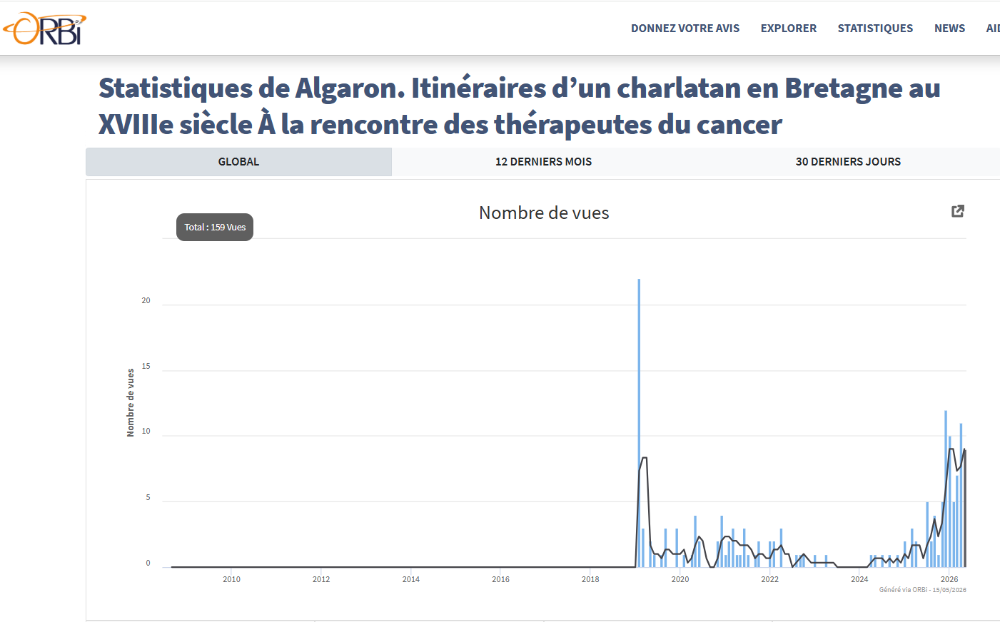 ORBi
DONNEZ VOTRE AVIS EXPLORER STATISTIQUES NEWS
Statistiques de Algaron. Itinéraires d’un charlatan en Bretagne au
XVIIIe siècle À la rencontre des thérapeutes du cancer
GLOBAL 12 DERNIERS MOIS 30 DERNIERS JOURS
Nombre de vues
Total : 159 Vues
20
15
Nombre de vues
10
5
0
2010 2012 2014 2016 2018 2020 2022 2024 2026
Généré via ORBi - 15/05/2026